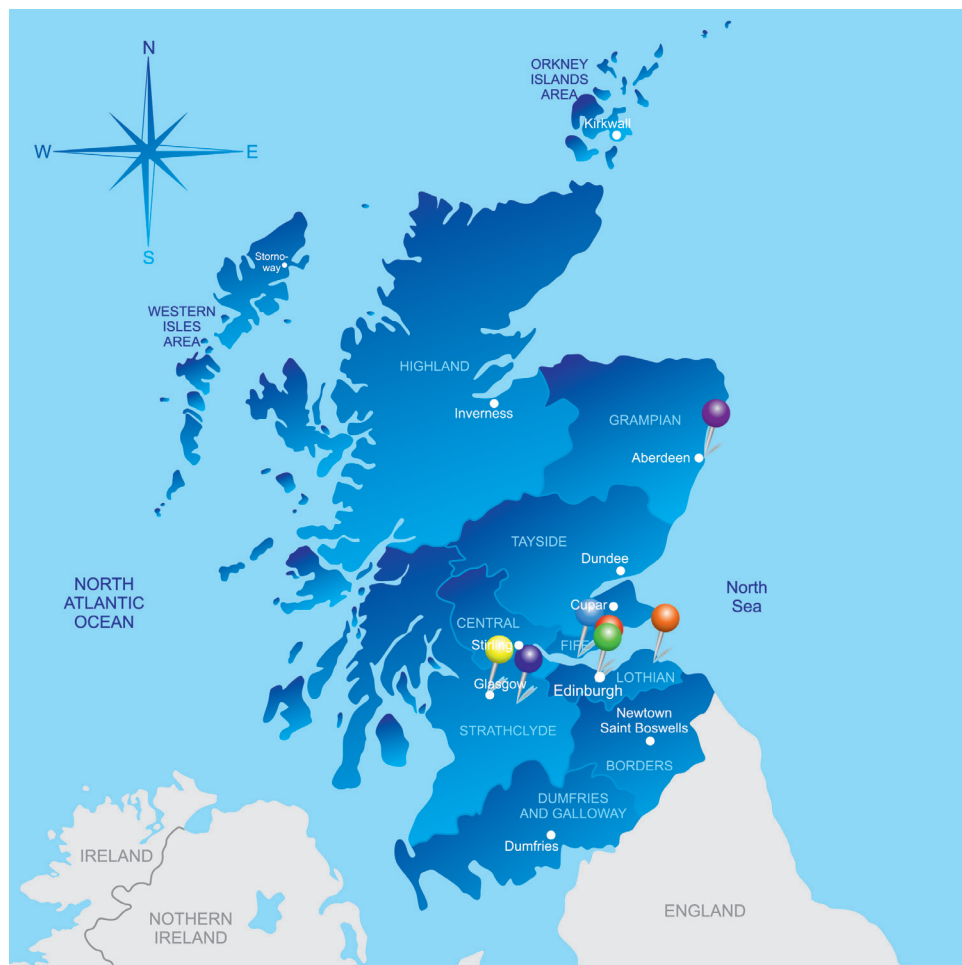 N
W
E
S
ORKNEY
ISLANDS
AREA
Kirkwall
Storno-
way
WESTERN
ISLES
AREA
HIGHLAND
Inverness
GRAMPIAN
Aberdeen
TAYSIDE
Dundee
NORTH
ATLANTIC
OCEAN
North
Sea
Cupar
CENTRAL
Stirling
FIFE
Glasgow
Edinburgh
LOTHIAN
STRATHCLYDE
Newtown
Saint Boswells
BORDERS
DUMFRIES
AND GALLOWAY
Dumfries
IRELAND
NOTHERN
IRELAND
ENGLAND